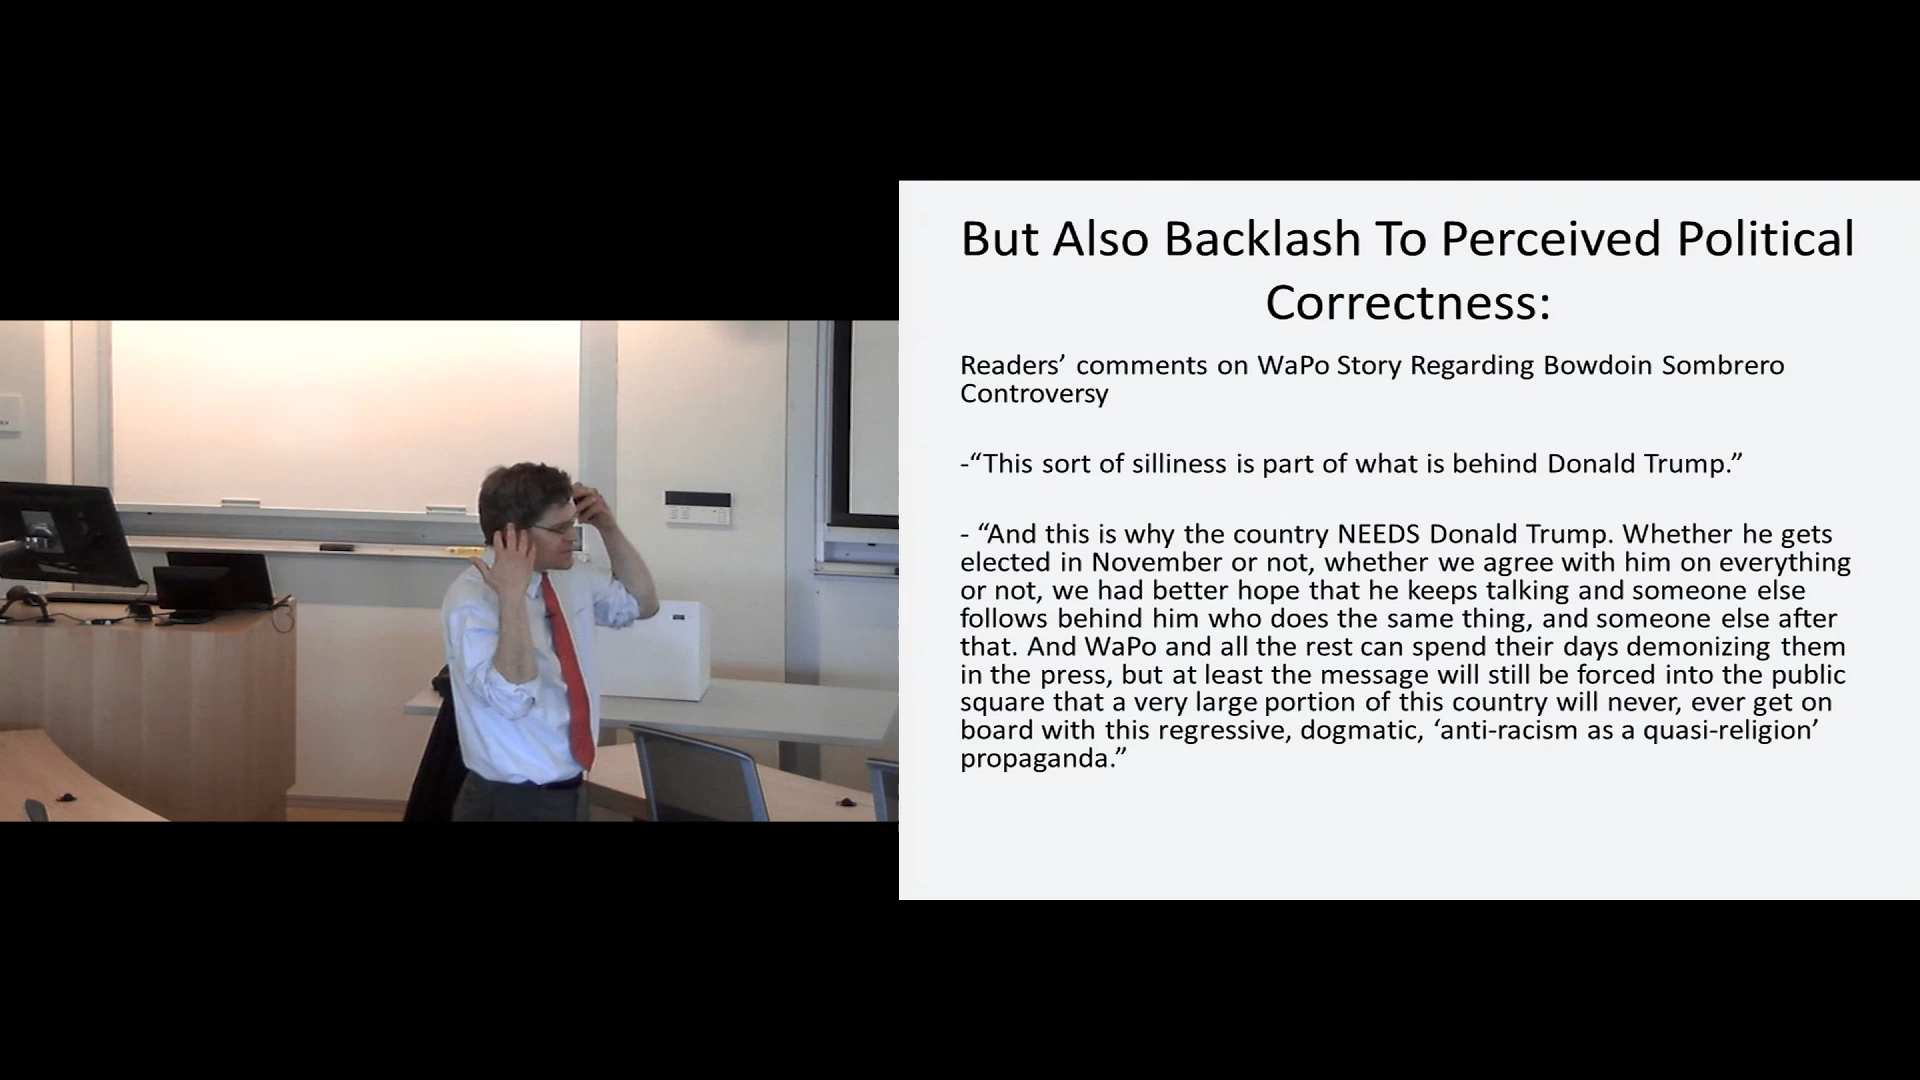 But Also Backlash To Perceived Political
Correctness:
Readers’ comments on WaPo Story Regarding Bowdoin Sombrero
Controversy
-“This sort of silliness is part of what is behind Donald Trump.”
- “And this is why the country NEEDS Donald Trump. Whether he gets
elected in November or not, whether we agree with him on everything
or not, we had better hope that he keeps talking and someone else
follows behind him who does the same thing, and someone else after
that. And WaPo and all the rest can spend their days demonizing them
in the press, but at least the message will still be forced into the public
square that a very large portion of this country will never, ever get on
board with this regressive, dogmatic, ‘anti-racism as a quasi-religion’
propaganda.”